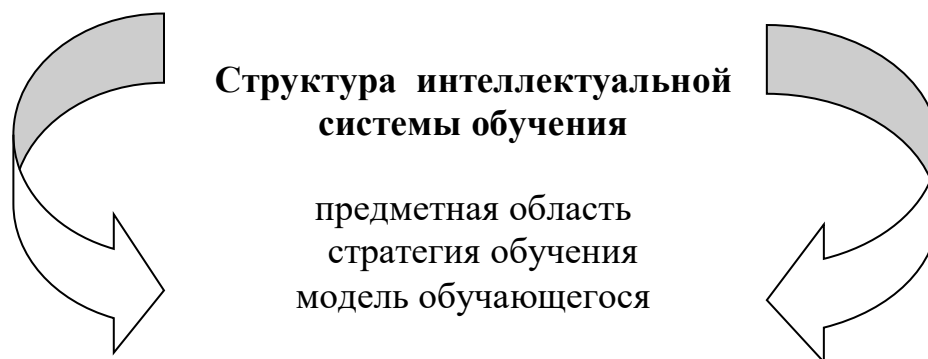 Структура интеллектуальной
системы обучения
предметная область
стратегия обучения
модель обучающегося